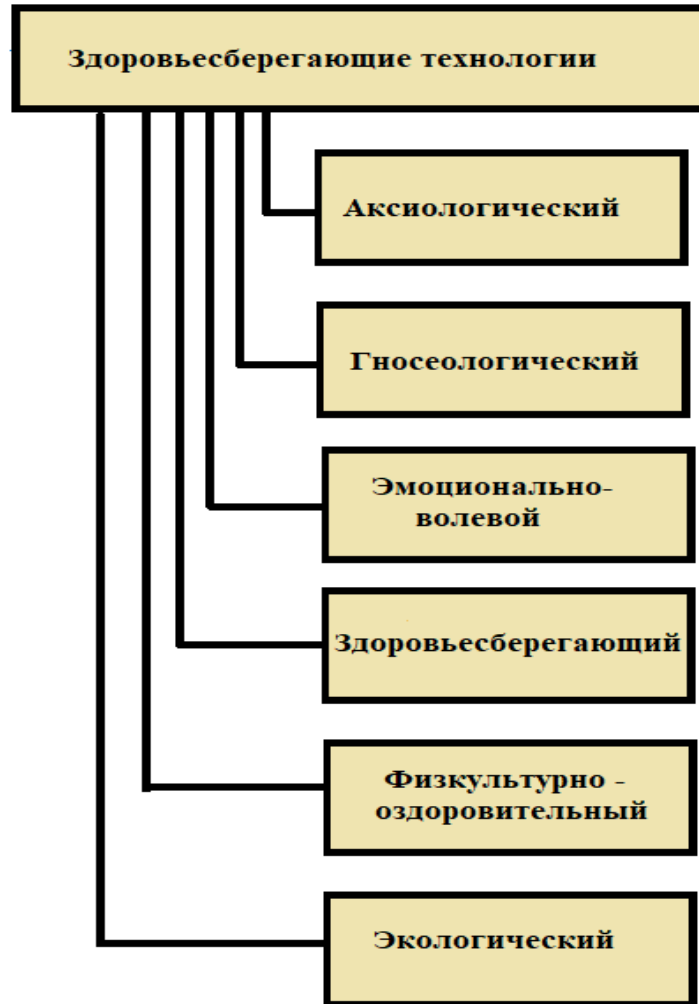 Здоровьесберегающие технологии
Аксиологический
Гносеологический
Эмоционально-
волевой
Здоровьесберегающий
Физкультурно -
оздоровительный
Экологический